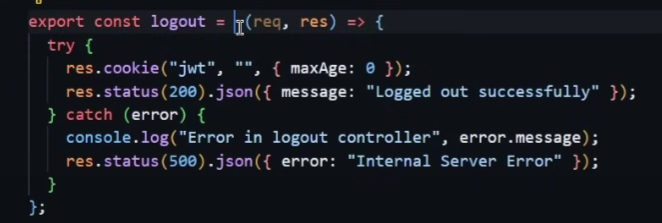 export const logout = (req, res) => {
try {
res.cookie("jwt", "", { maxAge: 0 });
res.status(200).json({ message: "Logged out successfully" });
} catch (error) {
console.log("Error in logout controller", error.message);
res.status(500).json({ error: "Internal Server Error" });
}
};